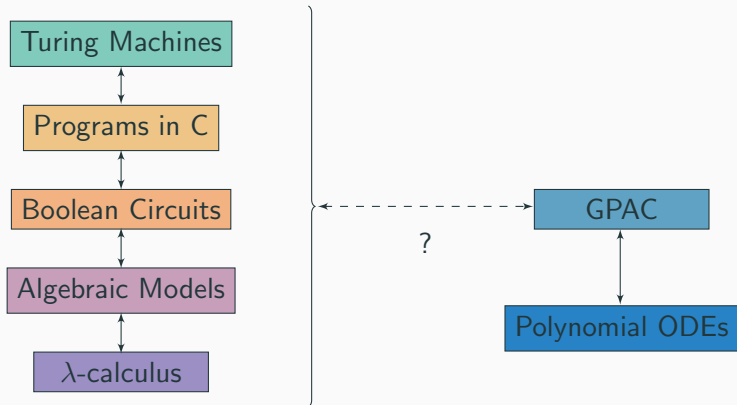 Turing Machines
Programs in C
Boolean Circuits
Algebraic Models
λ-calculus
?
GPAC
Polynomial ODEs